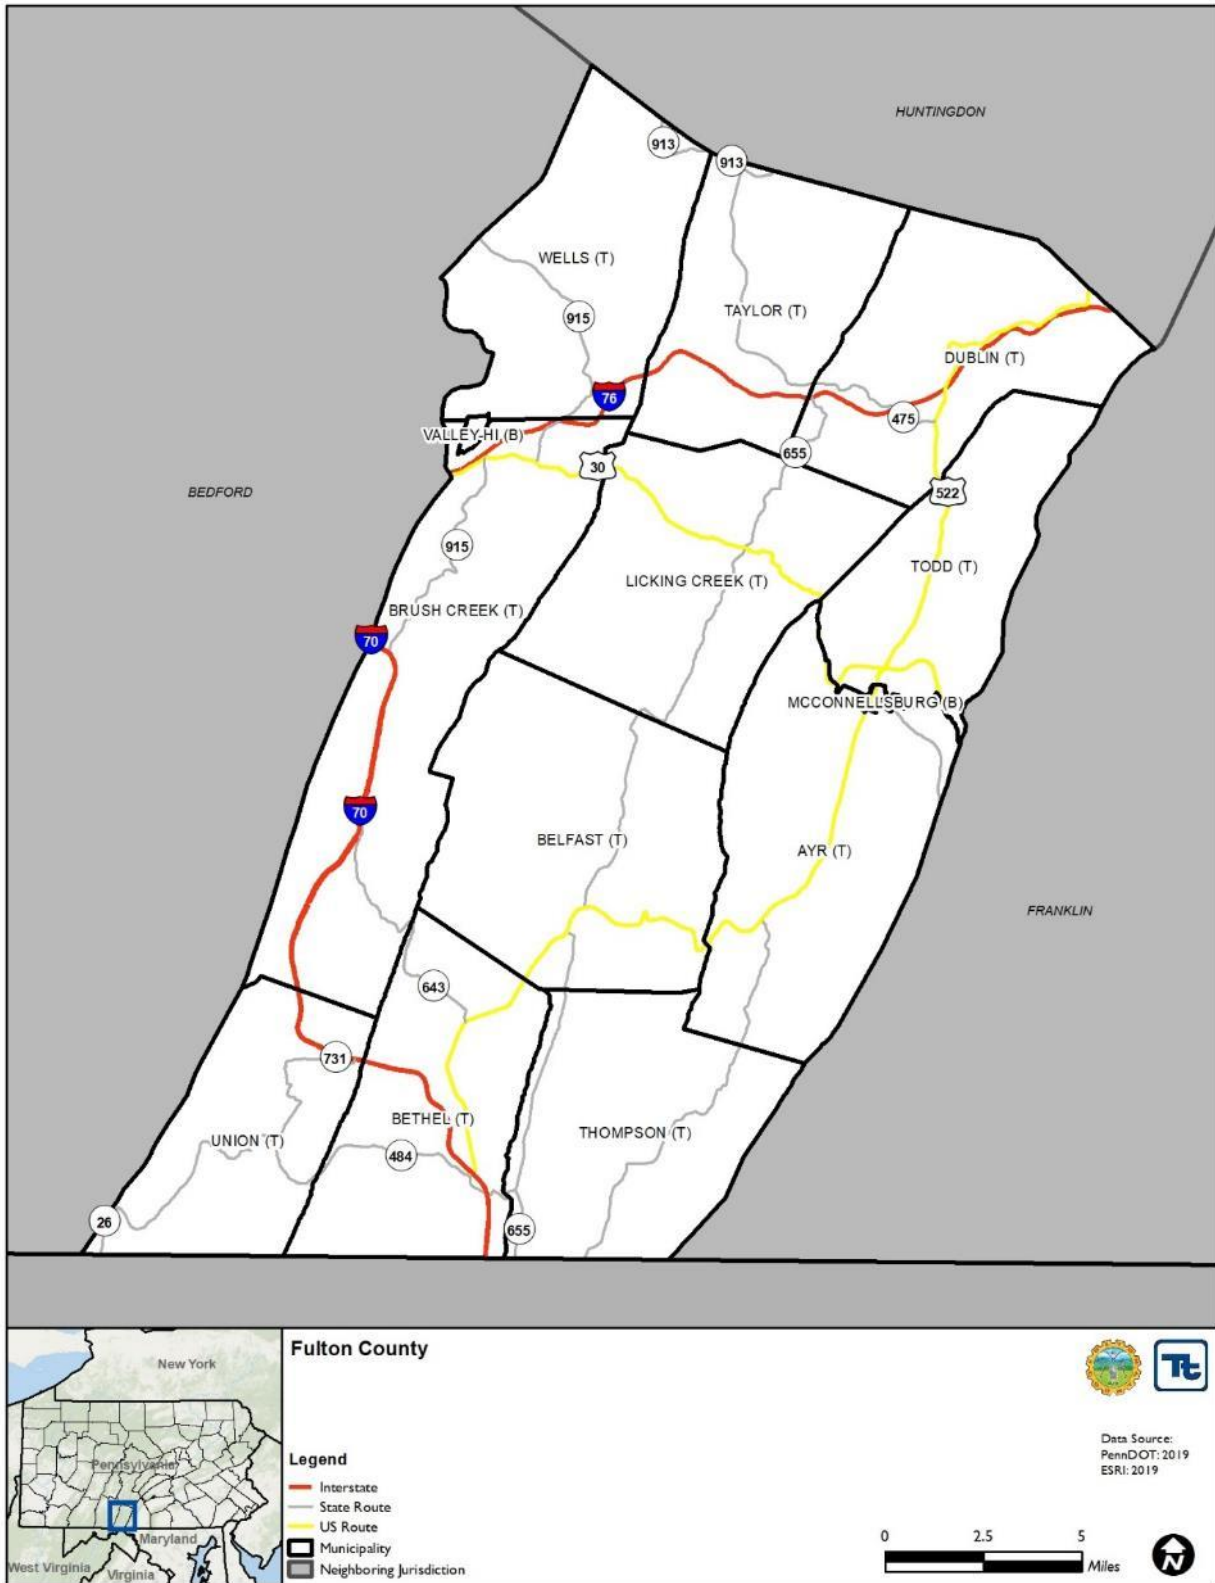 HUNTINGDON
913
913
WELLS (T)
TAYLOR (T)
915
DUBLIN (T)
76
475
VALLEY-HI (B)
655
30
BEDFORD
522
915
TODD (T)
LICKING CREEK (T)
BRUSH CREEK (T)
70
MCCONNELLSBURG (B)
70
BELFAST (T)
AYR (T)
FRANKLIN
643
731
BETHEL (T)
THOMPSON (T)
UNION (T)
484
26
655
New York
Pennsylvania
Maryland
West Virginia
Virginia
Fulton County
Legend
Interstate
State Route
US Route
Municipality
Neighboring Jurisdiction
Tt
Data Source:
PennDOT: 2019
ESRI: 2019
0 2.5 5
Miles
N